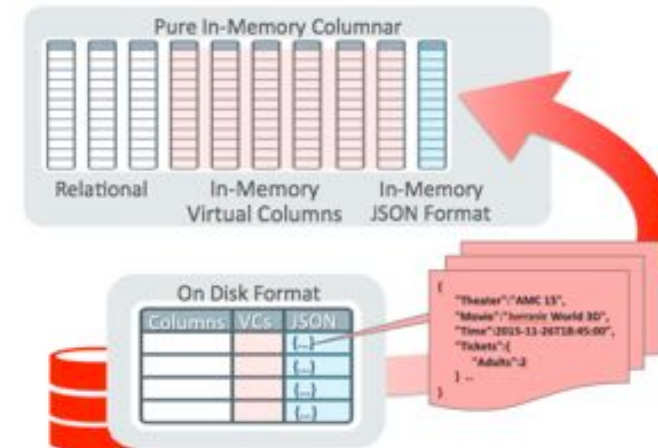 Pure In-Memory Columnar
Relational
In-Memory
Virtual Columns
In-Memory
JSON Format
On Disk Format
Columns VCs JSON
{...}
{...}
{...}
{...}
{
"Theater":"AMC 15",
"Movie":" World 3D",
"Time":2015-11-26T18:45:00",
"Tickets":{
"Adults":2
} ..
}